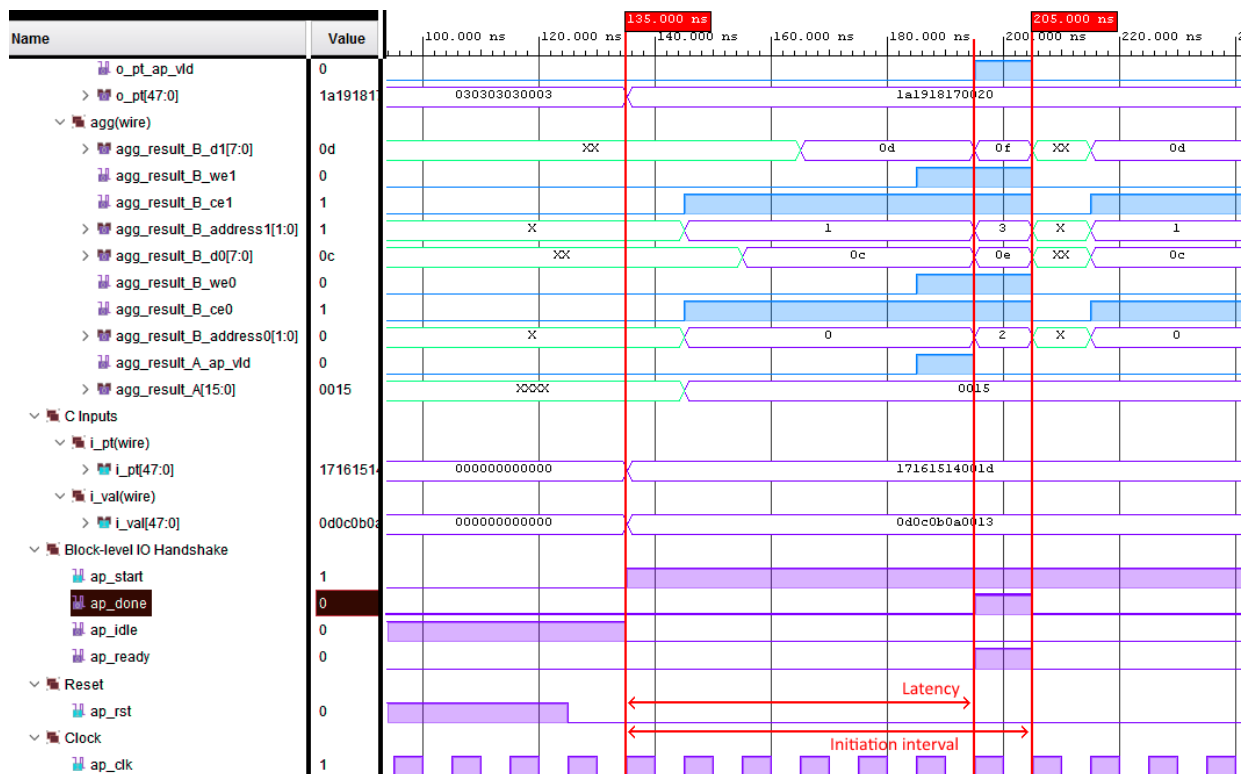 135.000 ns 205.000 ns
Name Value 100.000 ns 120.000 ns 140.000 ns 160.000 ns 180.000 ns 200.000 ns 220.000 ns
o_pt_ap_vld 0
o_pt[47:0] 1a19181 030303030003 1a1918170020
agg(wire)
agg_result_B_d1[7:0] 0d XX 0d 0f XX 0d
agg_result_B_we1 0
agg_result_B_ce1 1
agg_result_B_address1[1:0] 1 X 1 3 X 1
agg_result_B_d0[7:0] 0c XX 0c 0e XX 0c
agg_result_B_we0 0
agg_result_B_ce0 1
agg_result_B_address0[1:0] 0 X 0 2 X 0
agg_result_A_ap_vld 0
agg_result_A[15:0] 0015 XXXX 0015
C Inputs
i_pt(wire)
i_pt[47:0] 1716151 000000000000 17161514001d
i_val(wire)
i_val[47:0] 0d0c0b0a 000000000000 0d0c0b0a0013
Block-level IO Handshake
ap_start 1
ap_done 0
ap_idle 0
ap_ready 0
Reset
Latency
ap_rst 0
Clock
Initiation interval
ap_clk 1